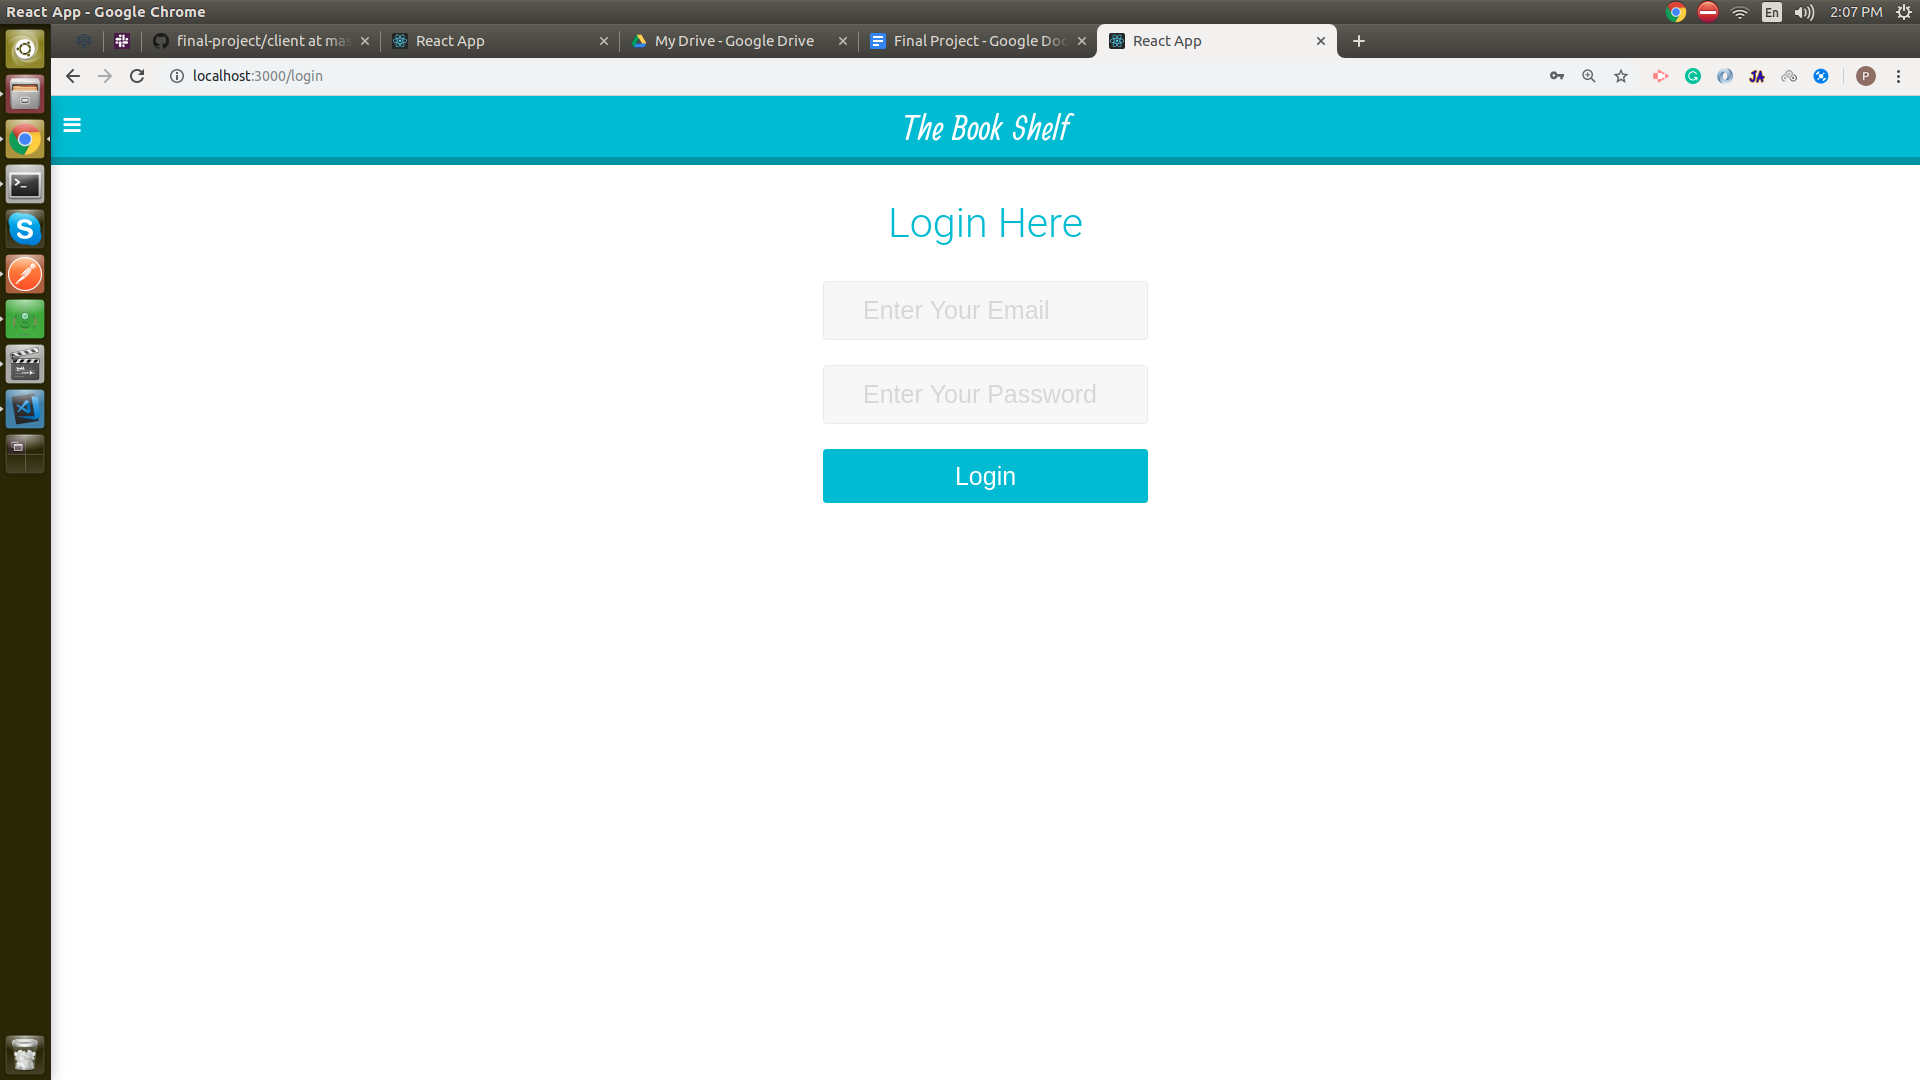 React App - Google Chrome
En
2:07 PM
final-project/client at mas
React App
My Drive - Google Drive
Final Project - Google Doc
React App
localhost:3000/login
JA
P
The Book Shelf
Login Here
Enter Your Email
Enter Your Password
Login